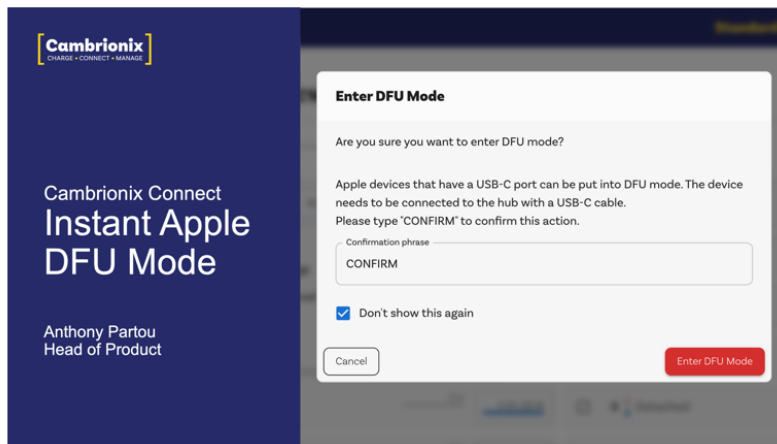 Cambrionix
CHARGE • CONNECT • MANAGE
Cambrionix Connect
Instant Apple
DFU Mode
Anthony Partou
Head of Product
Enter DFU Mode
Are you sure you want to enter DFU mode?
Apple devices that have a USB-C port can be put into DFU mode. The device
needs to be connected to the hub with a USB-C cable.
Please type "CONFIRM" to confirm this action.
Confirmation phrase
CONFIRM
Don't show this again
Cancel
Enter DFU Mode